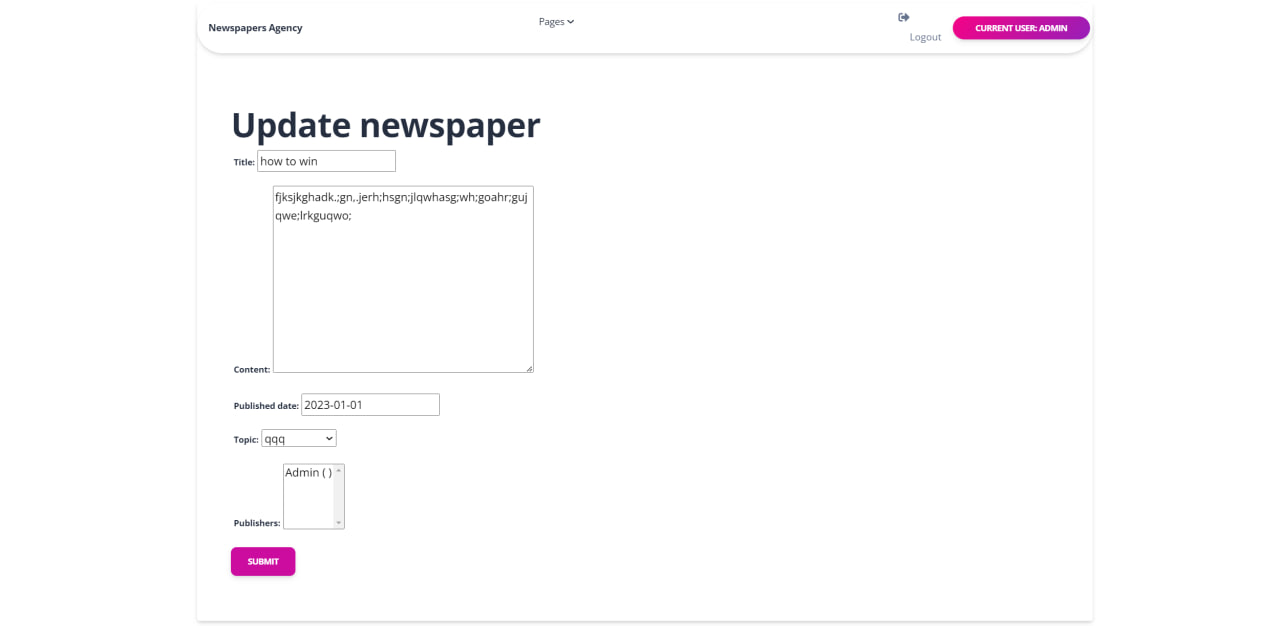 Newspapers Agency
Pages
Logout
CURRENT USER: ADMIN
Update newspaper
Title: how to win
fjksjkghadk.;gn,.jerh;hsgn;jlqwhasg;wh;goahr;guj
qwe;lrkguqwo;
Content:
Published date: 2023-01-01
Topic: qqq
Admin ( )
Publishers:
SUBMIT